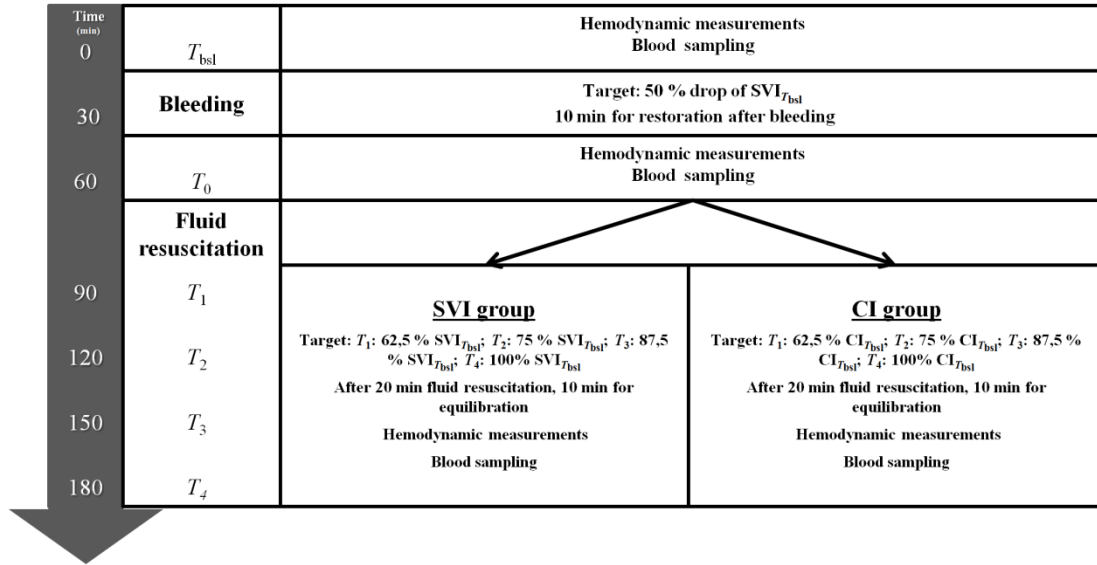 Time
(min)
0
T_bsl
Hemodynamic measurements
Blood sampling
30
Bleeding
Target: 50 % drop of SVI_Tbsl
10 min for restoration after bleeding
60
T_0
Hemodynamic measurements
Blood sampling
Fluid
resuscitation
90
T_1
120
T_2
150
T_3
180
T_4
SVI group
Target: T_1: 62,5 % SVI_Tbsl; T_2: 75 % SVI_Tbsl; T_3: 87,5
% SVI_Tbsl; T_4: 100% SVI_Tbsl
After 20 min fluid resuscitation, 10 min for
equilibration
Hemodynamic measurements
Blood sampling
CI group
Target: T_1: 62,5 % CI_Tbsl; T_2: 75 % CI_Tbsl; T_3: 87,5 %
CI_Tbsl; T_4: 100% CI_Tbsl
After 20 min fluid resuscitation, 10 min for
equilibration
Hemodynamic measurements
Blood sampling